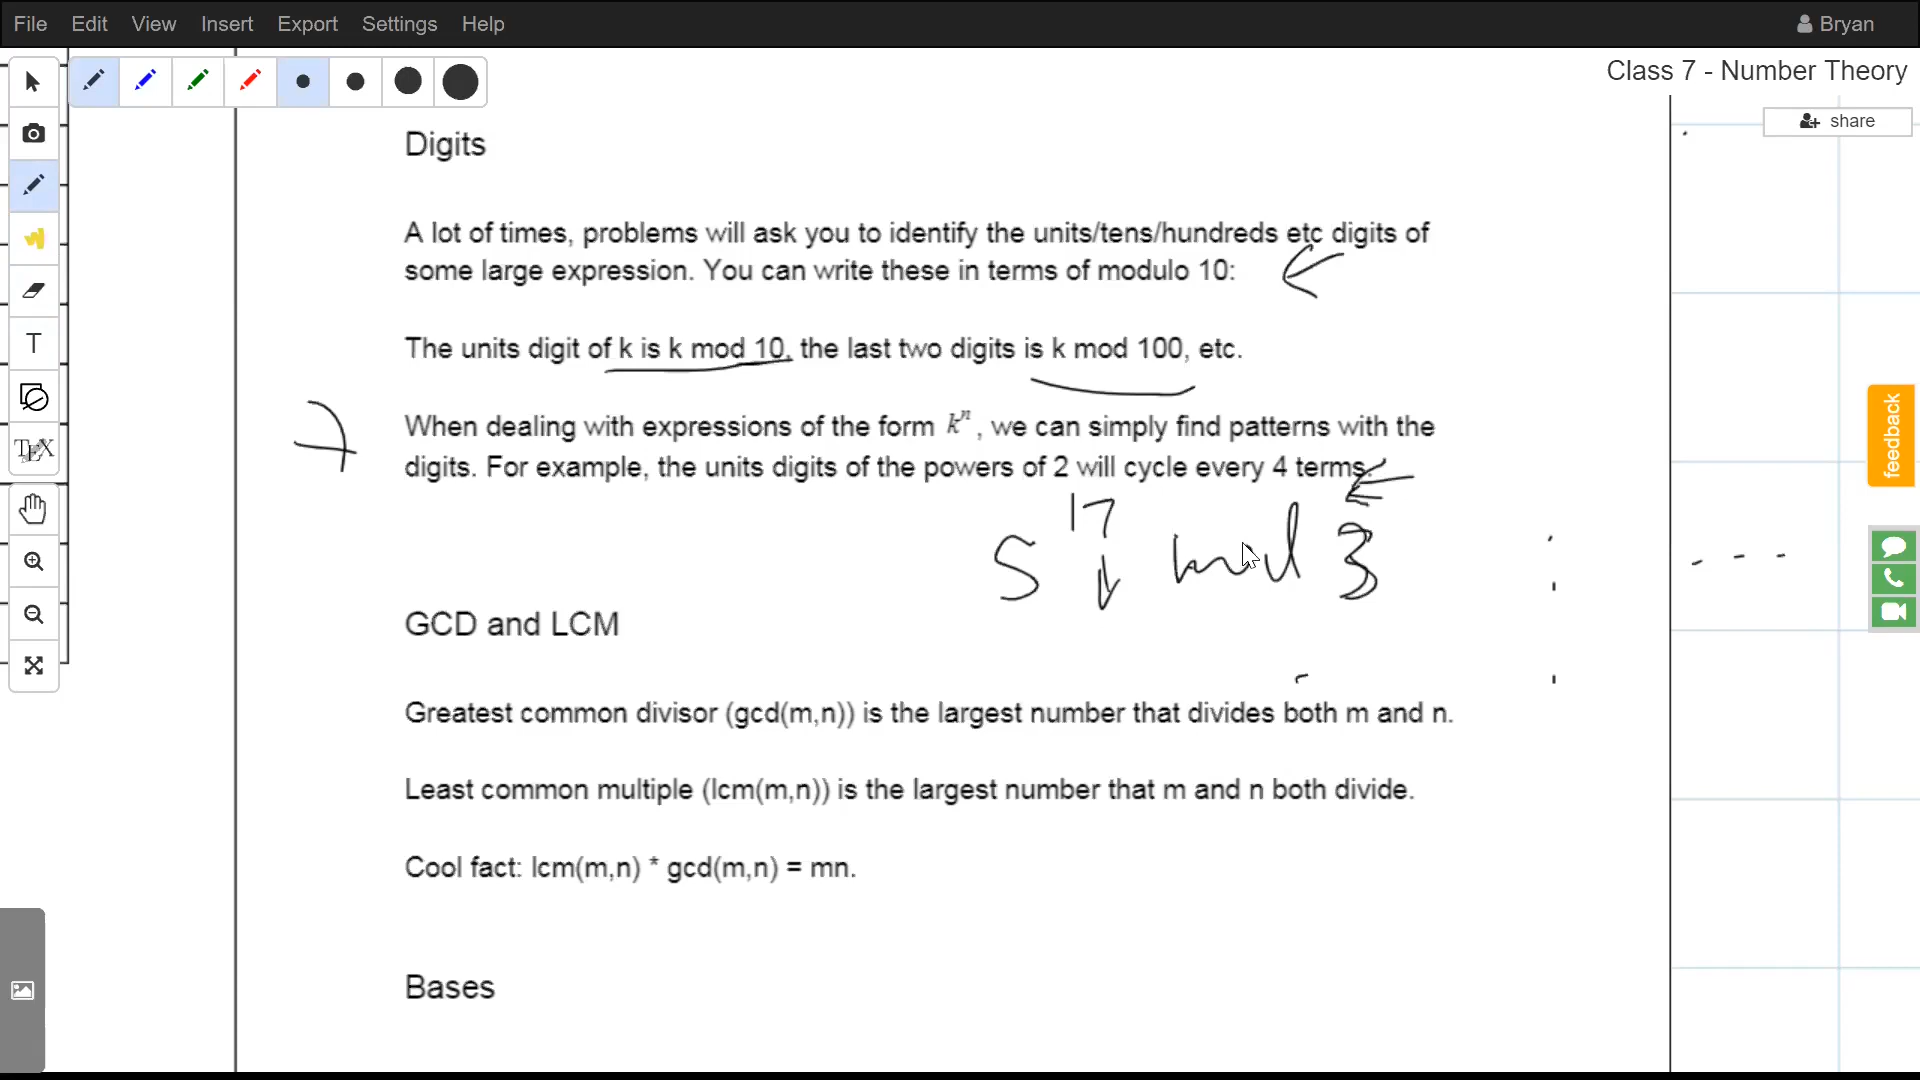 File Edit View Insert Export Settings Help Bryan
Class 7 - Number Theory
share
Digits
A lot of times, problems will ask you to identify the units/tens/hundreds etc digits of
some large expression. You can write these in terms of modulo 10:
The units digit of k is k mod 10, the last two digits is k mod 100, etc.
When dealing with expressions of the form kⁿ, we can simply find patterns with the
digits. For example, the units digits of the powers of 2 will cycle every 4 terms.
T
TEX
feedback
5¹⁷ mod 3
GCD and LCM
Greatest common divisor (gcd(m,n)) is the largest number that divides both m and n.
Least common multiple (lcm(m,n)) is the largest number that m and n both divide.
Cool fact: lcm(m,n) * gcd(m,n) = mn.
Bases